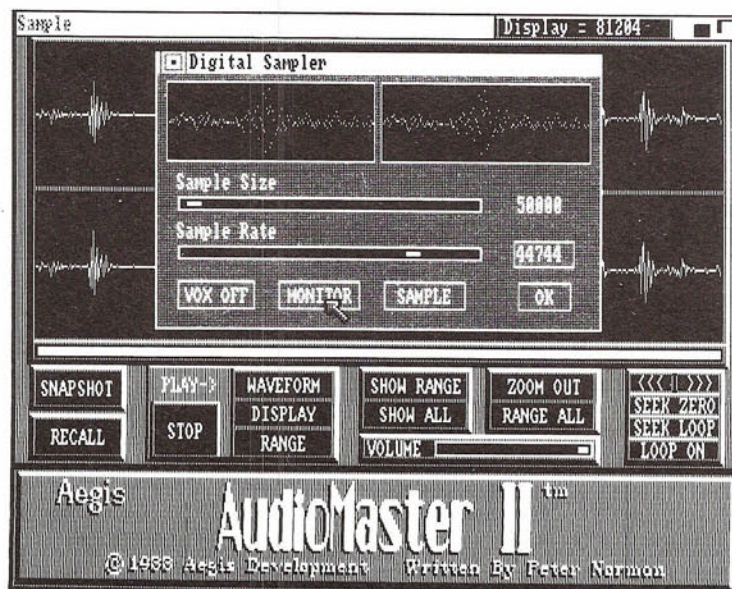 Sample
Display = 81204
Digital Sampler
Sample Size
50000
Sample Rate
44744
VOX OFF
MONITOR
SAMPLE
OK
SNAPSHOT
RECALL
PLAY->
STOP
WAVEFORM
DISPLAY
RANGE
SHOW RANGE
SHOW ALL
ZOOM OUT
RANGE ALL
VOLUME
<<< || >>>
SEEK ZERO
SEEK LOOP
LOOP ON
Aegis
AudioMaster II tm
© 1988 Aegis Development Written By Peter Norman